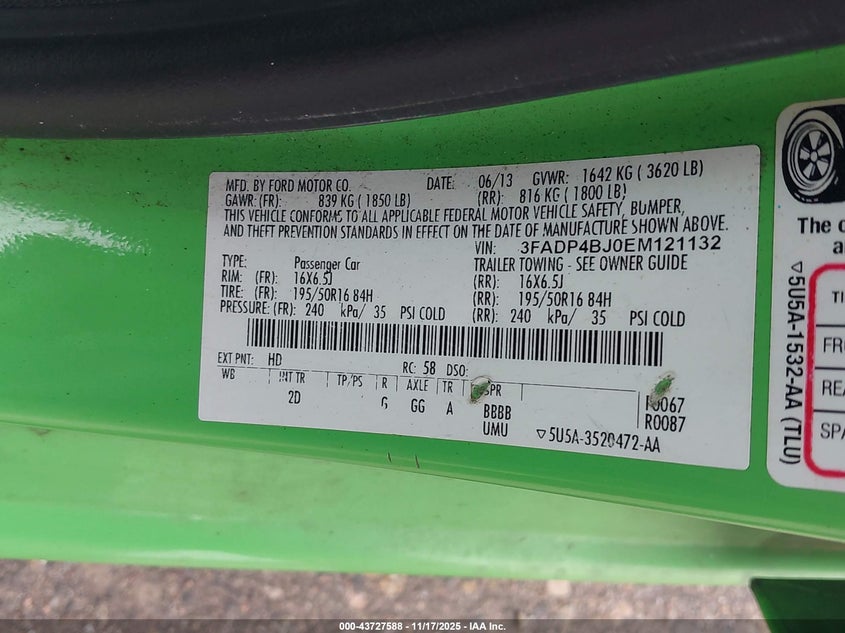 MFD. BY FORD MOTOR CO. DATE: 06/13 GVWR: 1642 KG ( 3620 LB)
GAWR: (FR): 839 KG ( 1850 LB) (RR): 816 KG ( 1800 LB)
THIS VEHICLE CONFORMS TO ALL APPLICABLE FEDERAL MOTOR VEHICLE SAFETY, BUMPER,
AND THEFT PREVENTION STANDARDS IN EFFECT ON THE DATE OF MANUFACTURE SHOWN ABOVE.
VIN: 3FADP4BJ0EM121132
TYPE: Passenger Car TRAILER TOWING - SEE OWNER GUIDE
RIM: (FR): 16X6.5J (RR): 16X6.5J
TIRE: (FR): 195/50R16 84H (RR): 195/50R16 84H
PRESSURE: (FR): 240 kPa/ 35 PSI COLD (RR): 240 kPa/ 35 PSI COLD
EXT PNT: HD RC: 58 DSO:
WB INT TR TP/PS R AXLE TR SPR
2D G GG A BBBB R0067
UMU R0087
▽5U5A-3520472-AA
The
a
▽5U5A-1532-AA (TLU)
TI
FR
REA
SPA
000-43727588 - 11/17/2025 - IAA Inc.